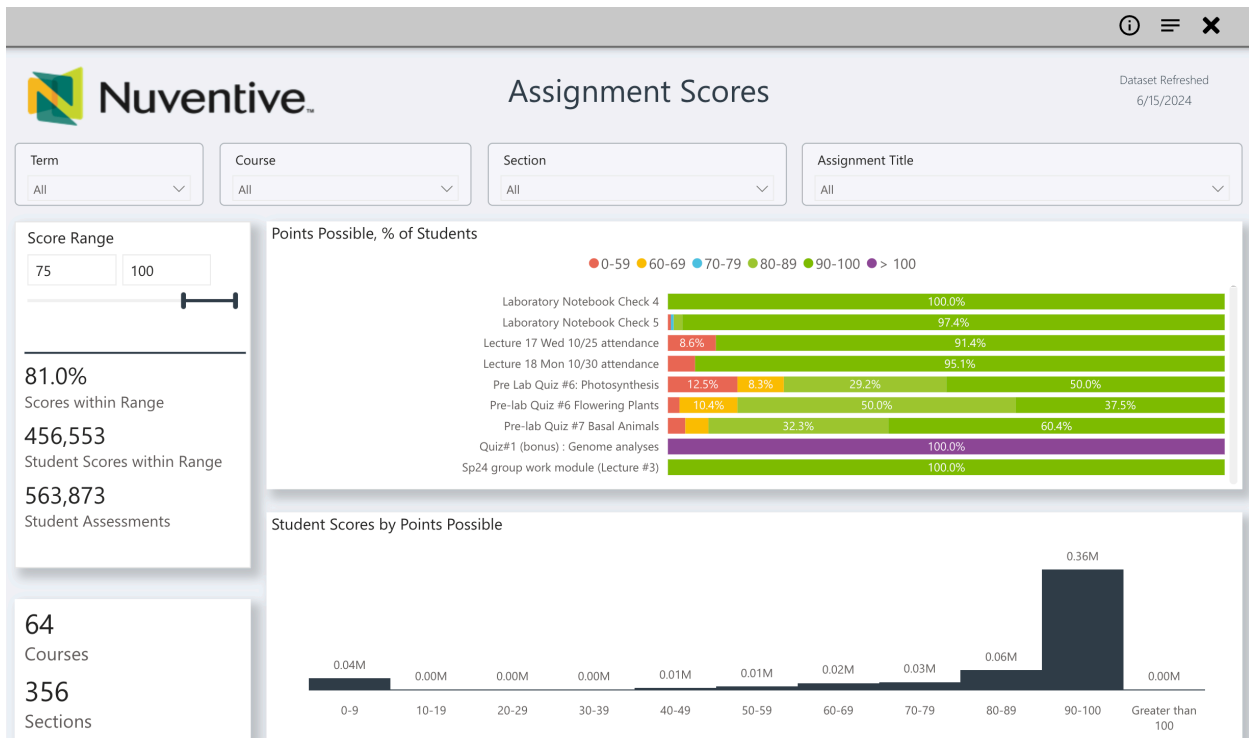 Nuventive™
Assignment Scores
Dataset Refreshed
6/15/2024
Term
All
Course
All
Section
All
Assignment Title
All
Score Range
75
100
81.0%
Scores within Range
456,553
Student Scores within Range
563,873
Student Assessments
64
Courses
356
Sections
Points Possible, % of Students
0-59 60-69 70-79 80-89 90-100 > 100
Laboratory Notebook Check 4 100.0%
Laboratory Notebook Check 5 97.4%
Lecture 17 Wed 10/25 attendance 8.6% 91.4%
Lecture 18 Mon 10/30 attendance 95.1%
Pre Lab Quiz #6: Photosynthesis 12.5% 8.3% 29.2% 50.0%
Pre-lab Quiz #6 Flowering Plants 10.4% 50.0% 37.5%
Pre-lab Quiz #7 Basal Animals 32.3% 60.4%
Quiz#1 (bonus) : Genome analyses 100.0%
Sp24 group work module (Lecture #3) 100.0%
Student Scores by Points Possible
0.04M 0.00M 0.00M 0.00M 0.01M 0.01M 0.02M 0.03M 0.06M 0.36M 0.00M
0-9 10-19 20-29 30-39 40-49 50-59 60-69 70-79 80-89 90-100 Greater than
100